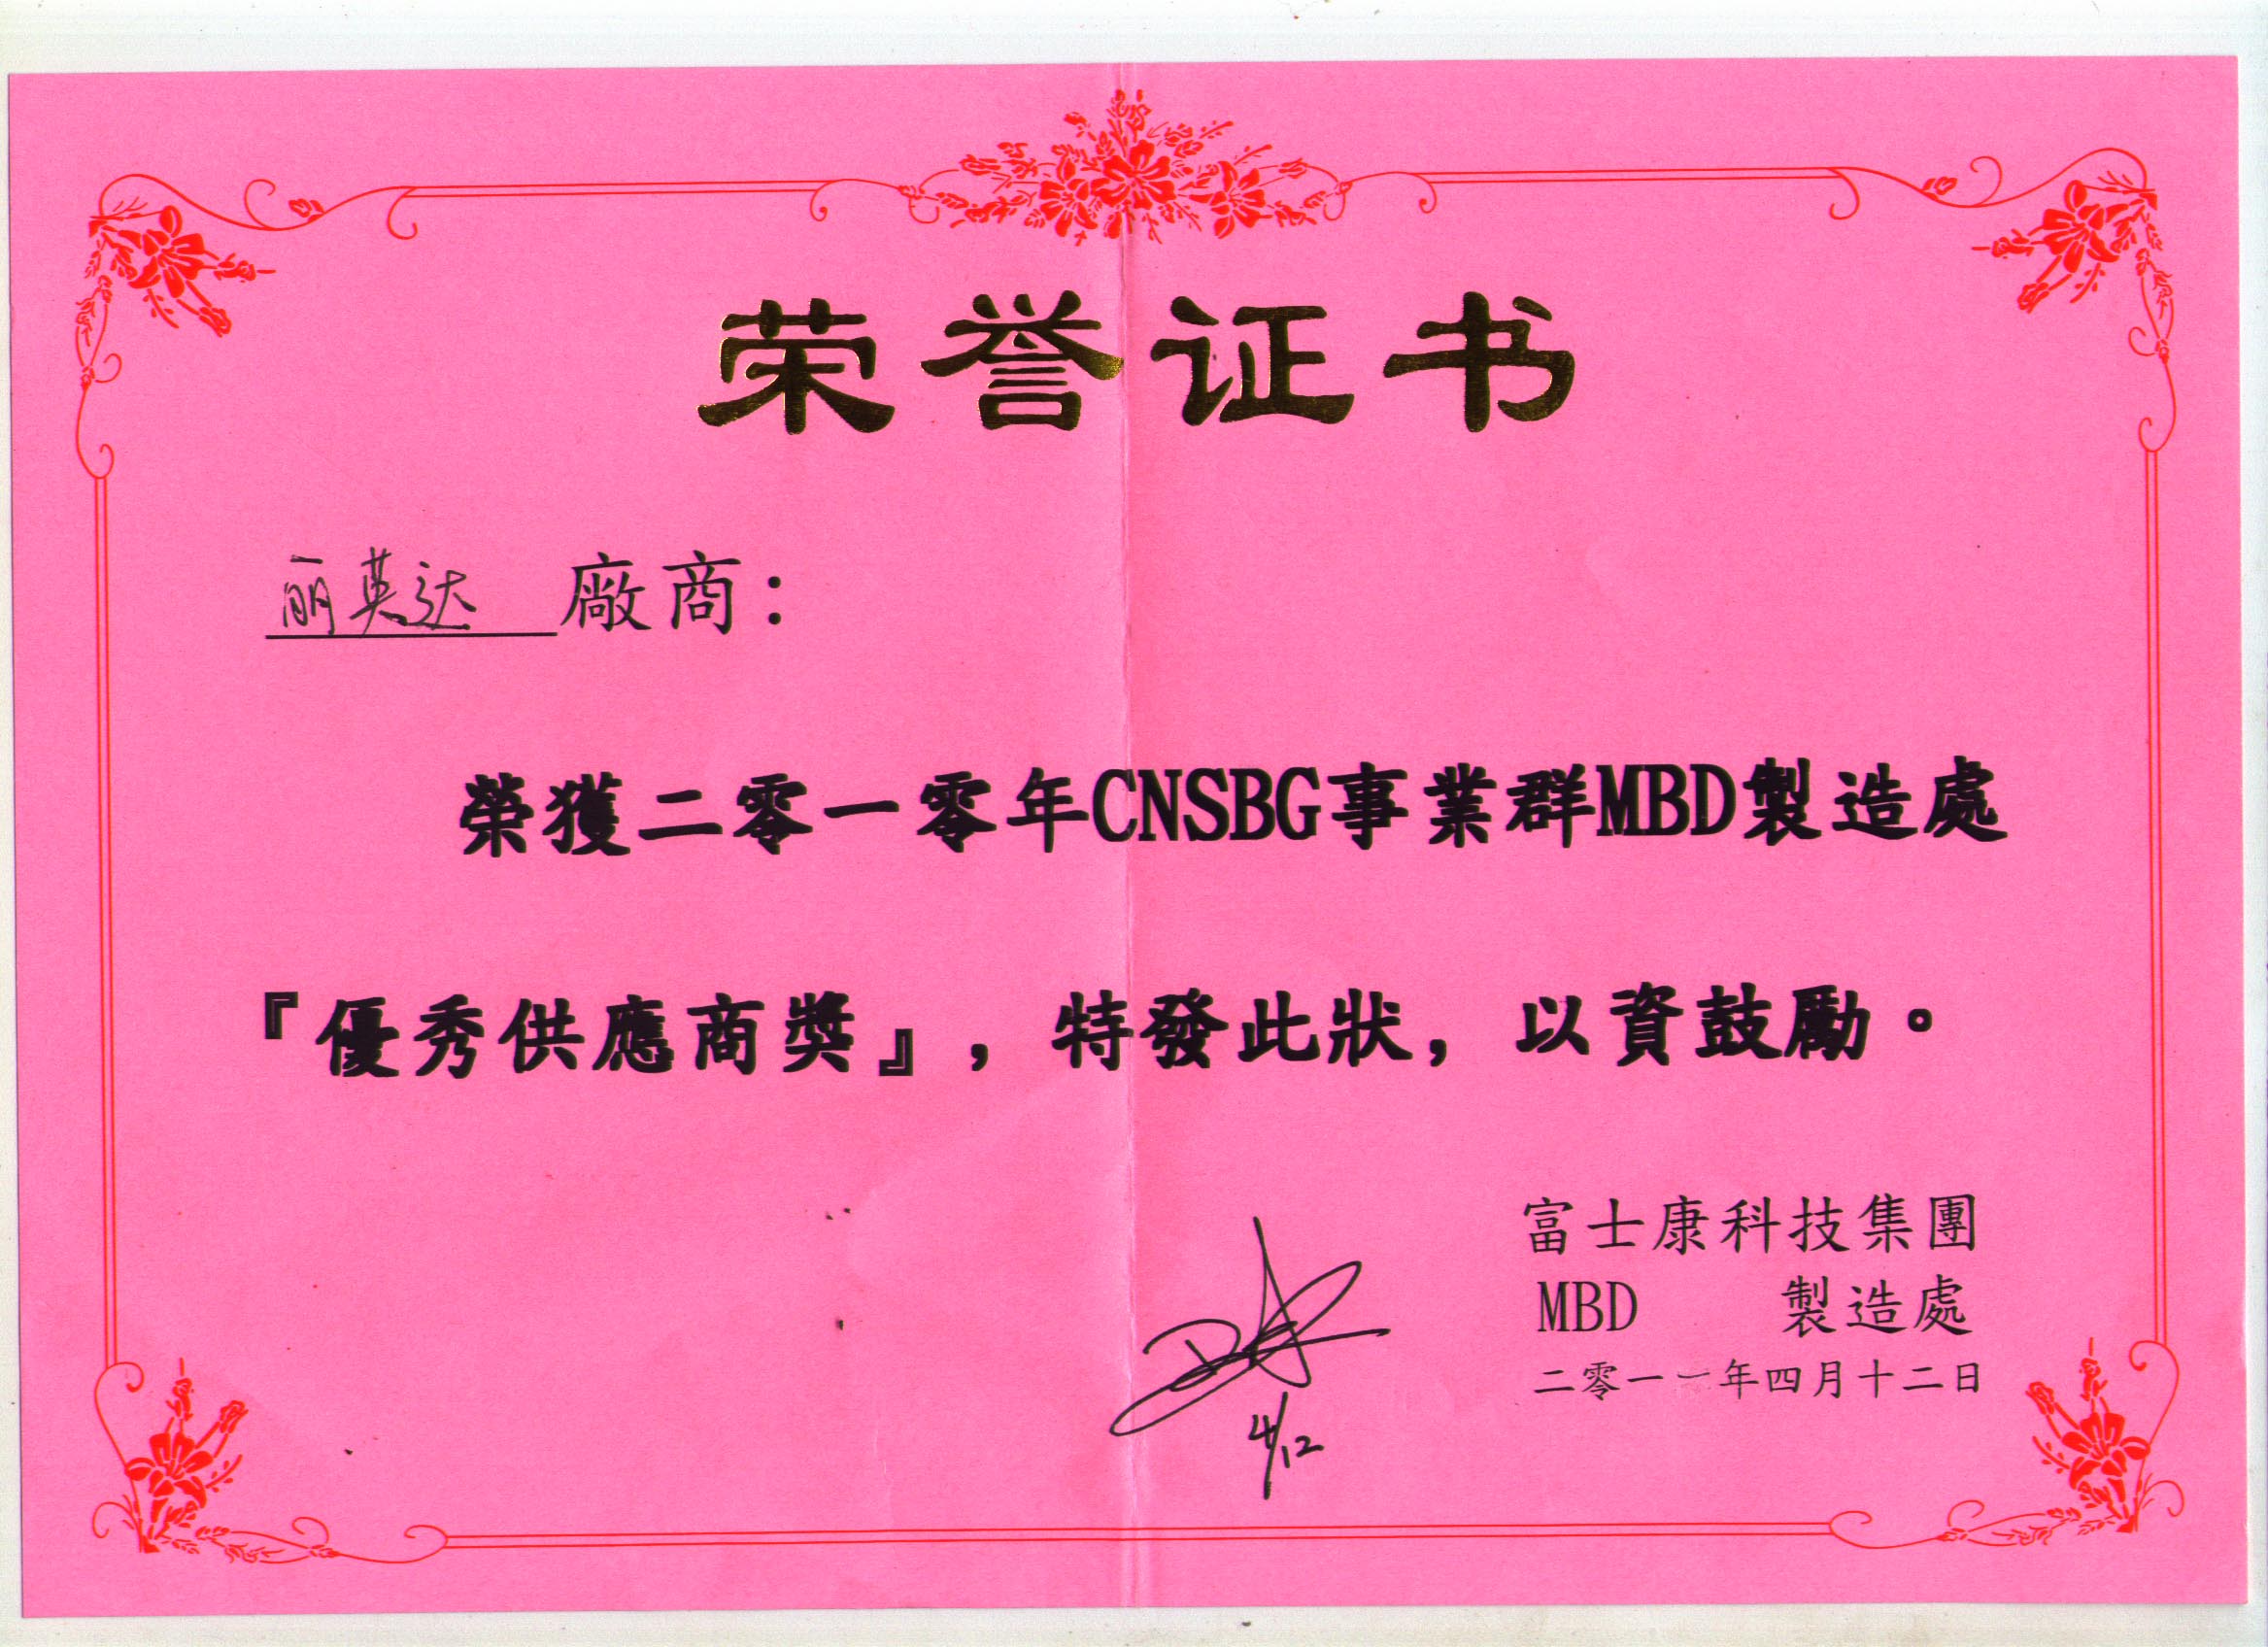 荣誉证书
丽英达 廠商：
榮獲二零一零年CNSBG事業群MBD製造處
『優秀供應商獎』，特發此狀，以資鼓勵。
富士康科技集團
MBD 製造處
二零一一年四月十二日
4/12